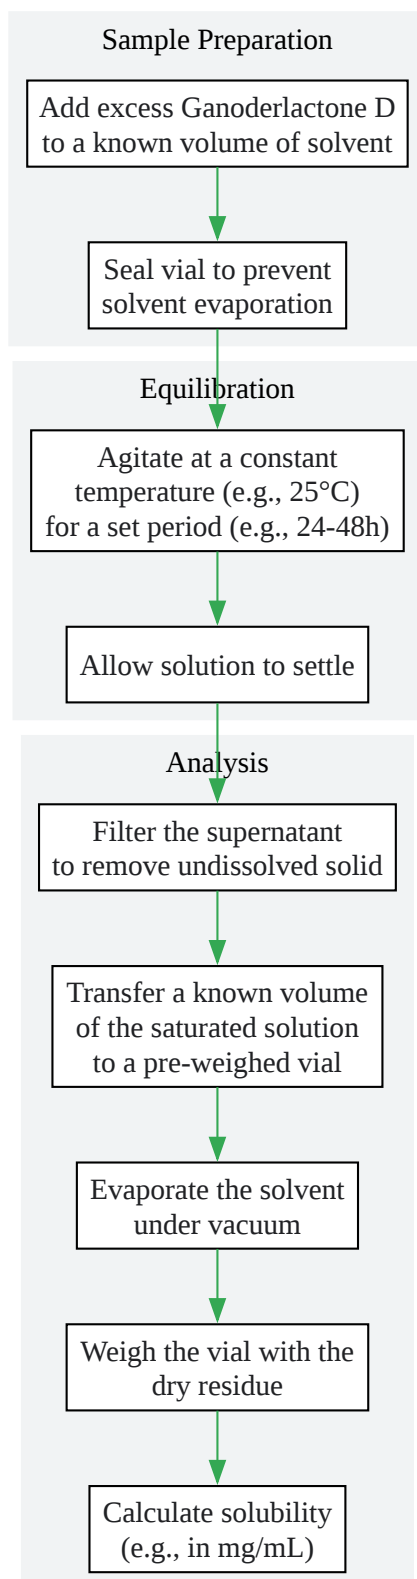 Sample Preparation
Add excess Ganoderlactone D
to a known volume of solvent
Seal vial to prevent
solvent evaporation
Equilibration
Agitate at a constant
temperature (e.g., 25°C)
for a set period (e.g., 24-48h)
Allow solution to settle
Analysis
Filter the supernatant
to remove undissolved solid
Transfer a known volume
of the saturated solution
to a pre-weighed vial
Evaporate the solvent
under vacuum
Weigh the vial with the
dry residue
Calculate solubility
(e.g., in mg/mL)